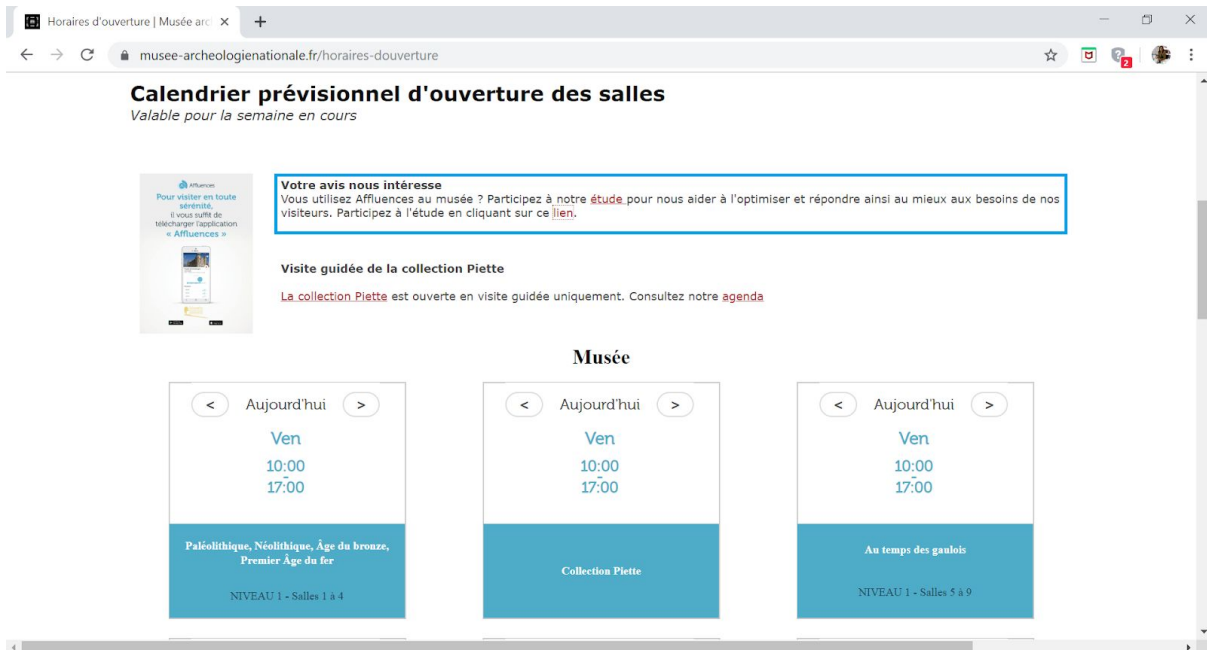 Horaires d'ouverture | Musée arc
musee-archeologienationale.fr/horaires-douverture
2
Calendrier prévisionnel d'ouverture des salles
Valable pour la semaine en cours
Affluences
Pour visiter en toute
sérénité,
il vous suffit de
télécharger l'application
« Affluences »
Votre avis nous intéresse
Vous utilisez Affluences au musée ? Participez à notre étude pour nous aider à l'optimiser et répondre ainsi au mieux aux besoins de nos
visiteurs. Participez à l'étude en cliquant sur ce lien.
Visite guidée de la collection Piette
La collection Piette est ouverte en visite guidée uniquement. Consultez notre agenda
Musée
< Aujourd'hui >
Ven
10:00
-
17:00
Paléolithique, Néolithique, Âge du bronze,
Premier Âge du fer
NIVEAU 1 - Salles 1 à 4
< Aujourd'hui >
Ven
10:00
-
17:00
Collection Piette
< Aujourd'hui >
Ven
10:00
-
17:00
Au temps des gaulois
NIVEAU 1 - Salles 5 à 9